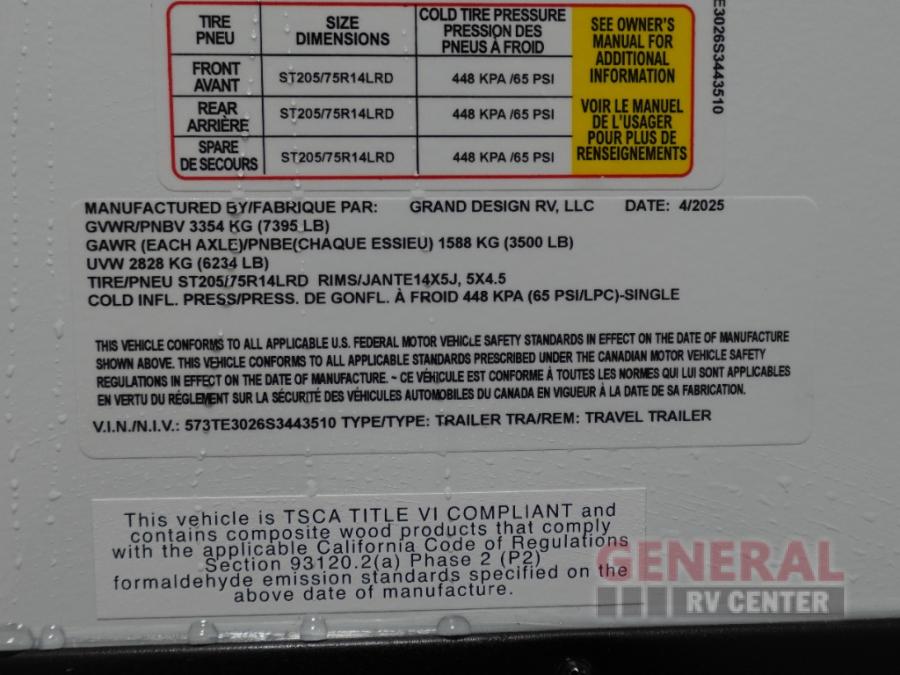 TIRE SIZE COLD TIRE PRESSURE
PNEU DIMENSIONS PRESSION DES
PNEUS À FROID
FRONT
AVANT ST205/75R14LRD 448 KPA /65 PSI
REAR
ARRIÈRE ST205/75R14LRD 448 KPA /65 PSI
SPARE
DE SECOURS ST205/75R14LRD 448 KPA /65 PSI
SEE OWNER'S
MANUAL FOR
ADDITIONAL
INFORMATION
VOIR LE MANUEL
DE L'USAGER
POUR PLUS DE
RENSEIGNEMENTS
E3026S3443510
MANUFACTURED BY/FABRIQUE PAR: GRAND DESIGN RV, LLC DATE: 4/2025
GVWR/PNBV 3354 KG (7395 LB)
GAWR (EACH AXLE)/PNBE(CHAQUE ESSIEU) 1588 KG (3500 LB)
UVW 2828 KG (6234 LB)
TIRE/PNEU ST205/75R14LRD RIMS/JANTE14X5J, 5X4.5
COLD INFL. PRESS/PRESS. DE GONFL. À FROID 448 KPA (65 PSI/LPC)-SINGLE
THIS VEHICLE CONFORMS TO ALL APPLICABLE U.S. FEDERAL MOTOR VEHICLE SAFETY STANDARDS IN EFFECT ON THE DATE OF MANUFACTURE
SHOWN ABOVE. THIS VEHICLE CONFORMS TO ALL APPLICABLE STANDARDS PRESCRIBED UNDER THE CANADIAN MOTOR VEHICLE SAFETY
REGULATIONS IN EFFECT ON THE DATE OF MANUFACTURE. ~ CE VÉHICULE EST CONFORME À TOUTES LES NORMES QUI LUI SONT APPLICABLES
EN VERTU DU RÉGLEMENT SUR LA SÉCURITÉ DES VÉHICULES AUTOMOBILES DU CANADA EN VIGUEUR À LA DATE DE SA FABRICATION.
V.I.N./N.I.V.: 573TE3026S3443510 TYPE/TYPE: TRAILER TRA/REM: TRAVEL TRAILER
This vehicle is TSCA TITLE VI COMPLIANT and
contains composite wood products that comply
with the applicable California Code of Regulations
Section 93120.2(a) Phase 2 (P2)
formaldehyde emission standards specified on the
above date of manufacture.
GENERAL
RV CENTER